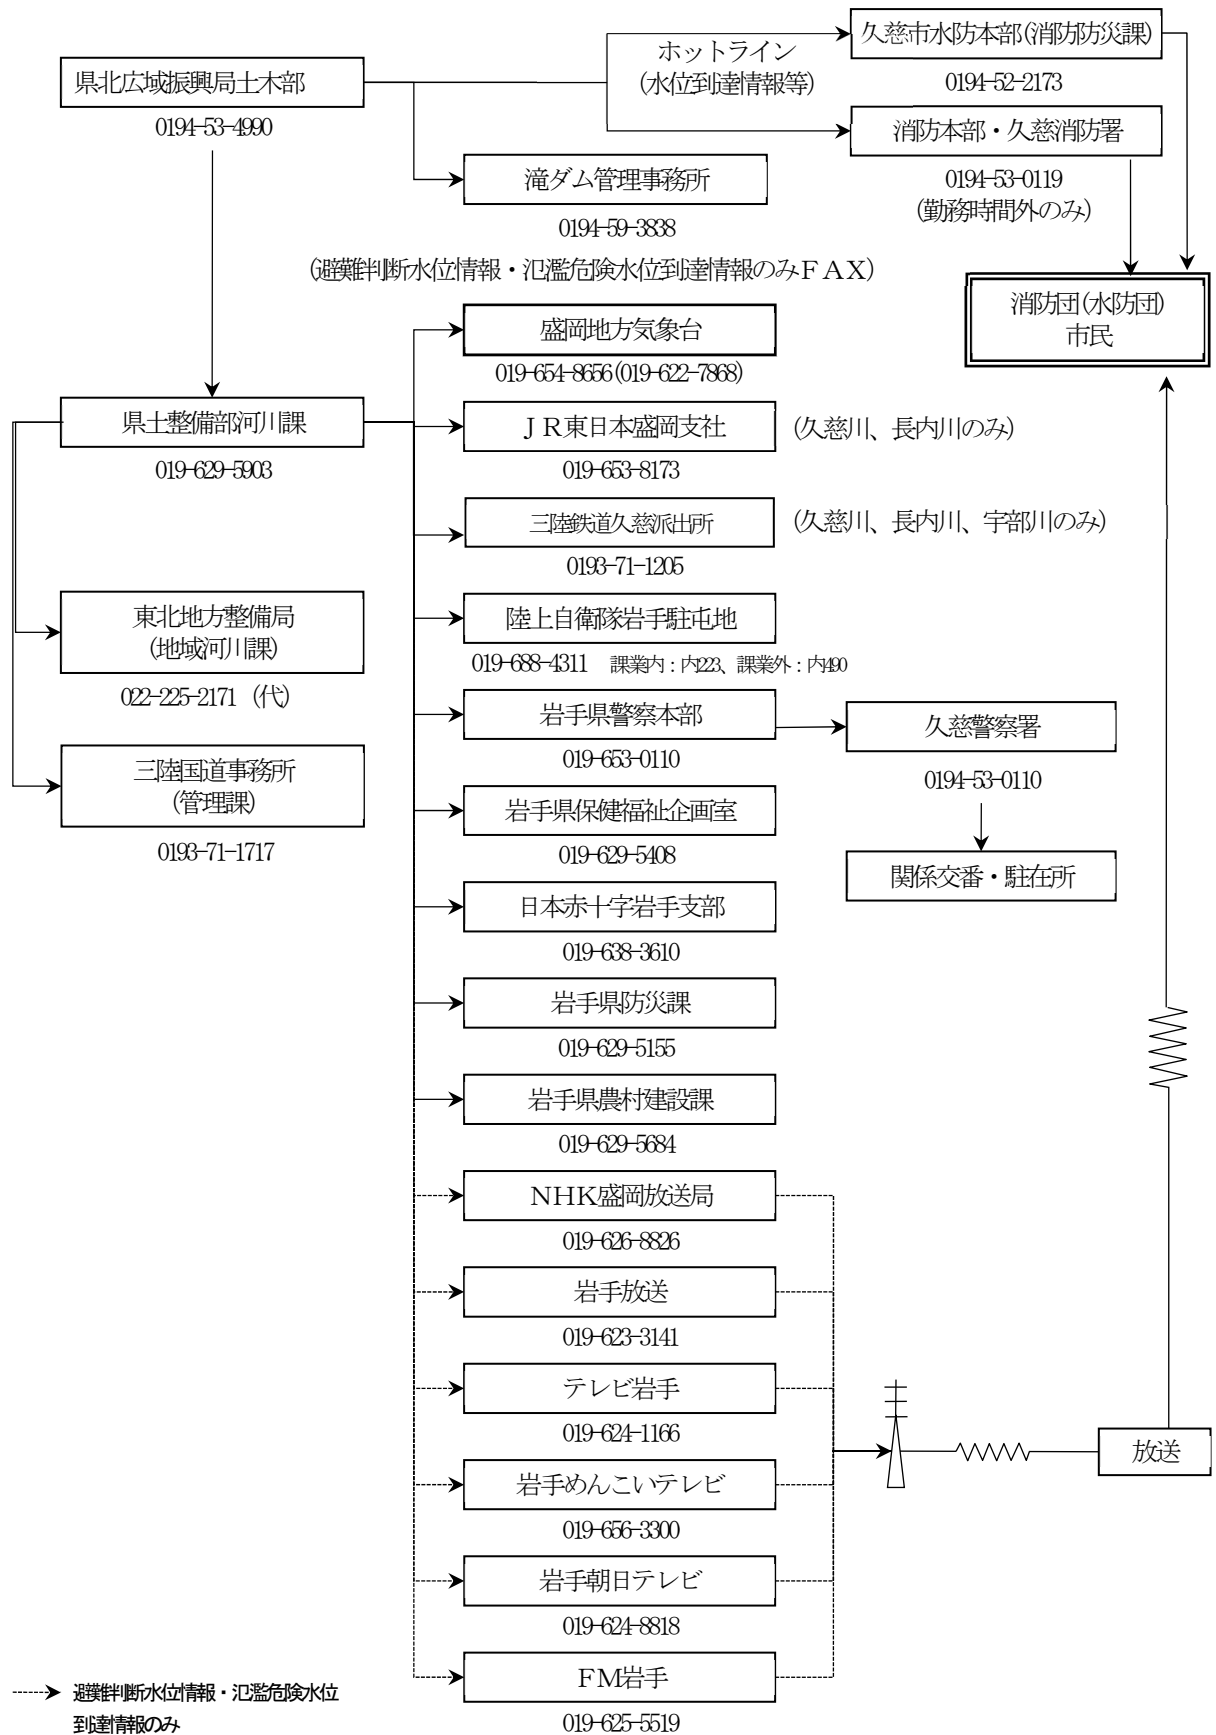 県北広域振興局土木部
0194-53-4990
ホットライン
(水位到達情報等)
久慈市水防本部(消防防災課)
0194-52-2173
消防本部・久慈消防署
0194-53-0119
(勤務時間外のみ)
滝ダム管理事務所
0194-59-3838
(避難判断水位情報・氾濫危険水位到達情報のみFAX)
消防団(水防団)
市民
盛岡地方気象台
019-654-8656(019-622-7868)
県土整備部河川課
019-629-5903
JR東日本盛岡支社
(久慈川、長内川のみ)
019-653-8173
三陸鉄道久慈派出所
(久慈川、長内川、宇部川のみ)
0193-71-1205
東北地方整備局
(地域河川課)
022-225-2171 (代)
陸上自衛隊岩手駐屯地
019-688-4311 課業内:内223、課業外:内490
岩手県警察本部
019-653-0110
久慈警察署
0194-53-0110
関係交番・駐在所
三陸国道事務所
(管理課)
0193-71-1717
岩手県保健福祉企画室
019-629-5408
日本赤十字岩手支部
019-638-3610
岩手県防災課
019-629-5155
岩手県農村建設課
019-629-5684
NHK盛岡放送局
019-626-8826
岩手放送
019-623-3141
テレビ岩手
019-624-1166
放送
岩手めんこいテレビ
019-656-3300
岩手朝日テレビ
019-624-8818
FM岩手
019-625-5519
避難判断水位情報・氾濫危険水位
到達情報のみ